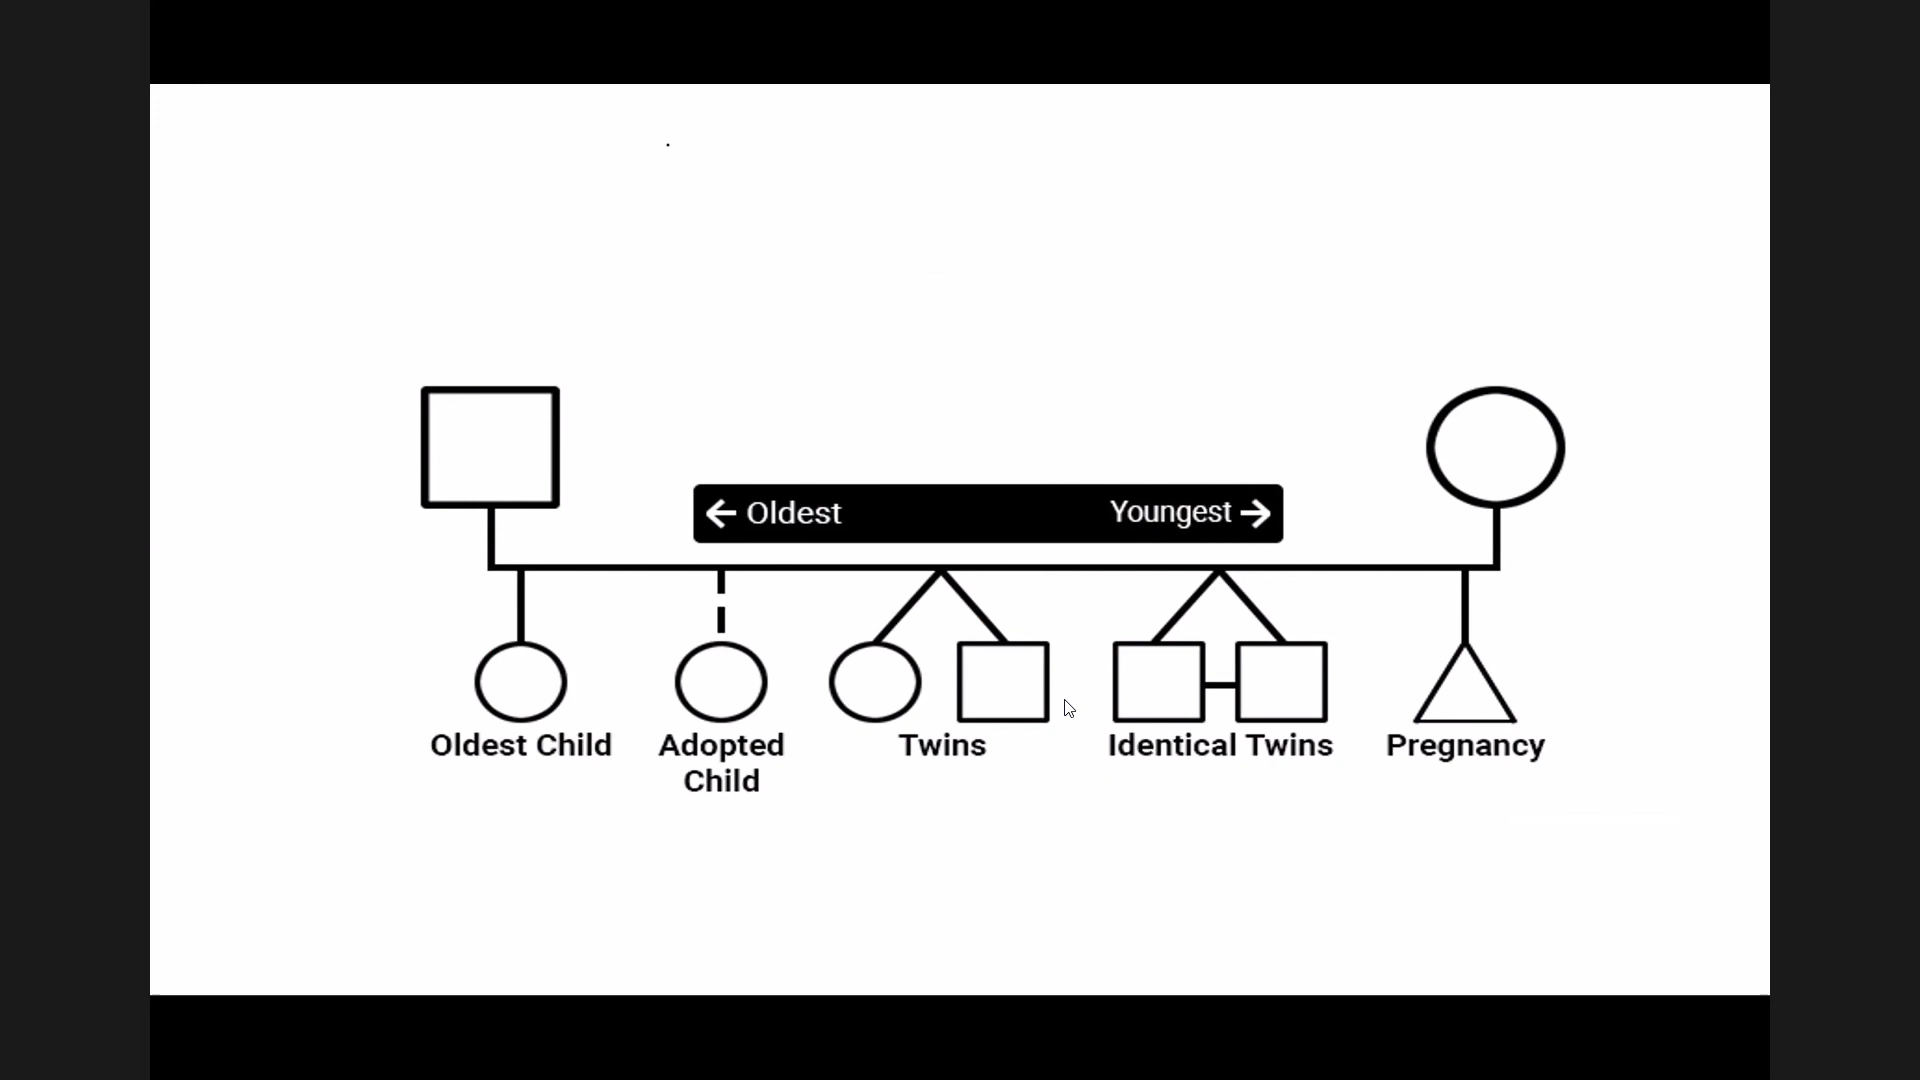 ← Oldest Youngest →
Oldest Child
Adopted
Child
Twins
Identical Twins
Pregnancy